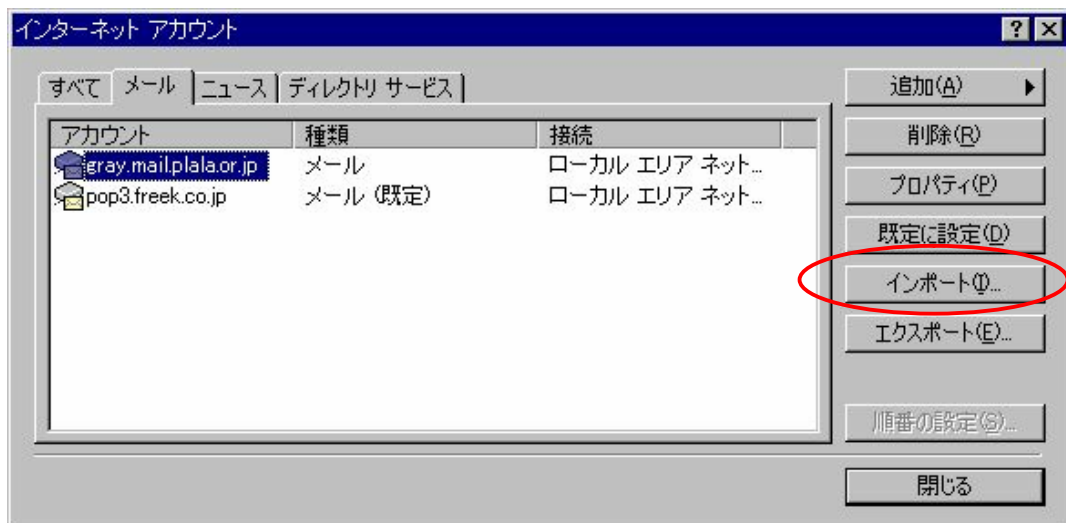 インターネット アカウント
すべて メール ニュース ディレクトリ サービス
アカウント 種類 接続
gray.mail.plala.or.jp メール ローカル エリア ネット...
pop3.freek.co.jp メール (既定) ローカル エリア ネット...
追加(A)
削除(R)
プロパティ(P)
既定に設定(D)
インポート(I)...
エクスポート(E)...
順番の設定(S)...
閉じる